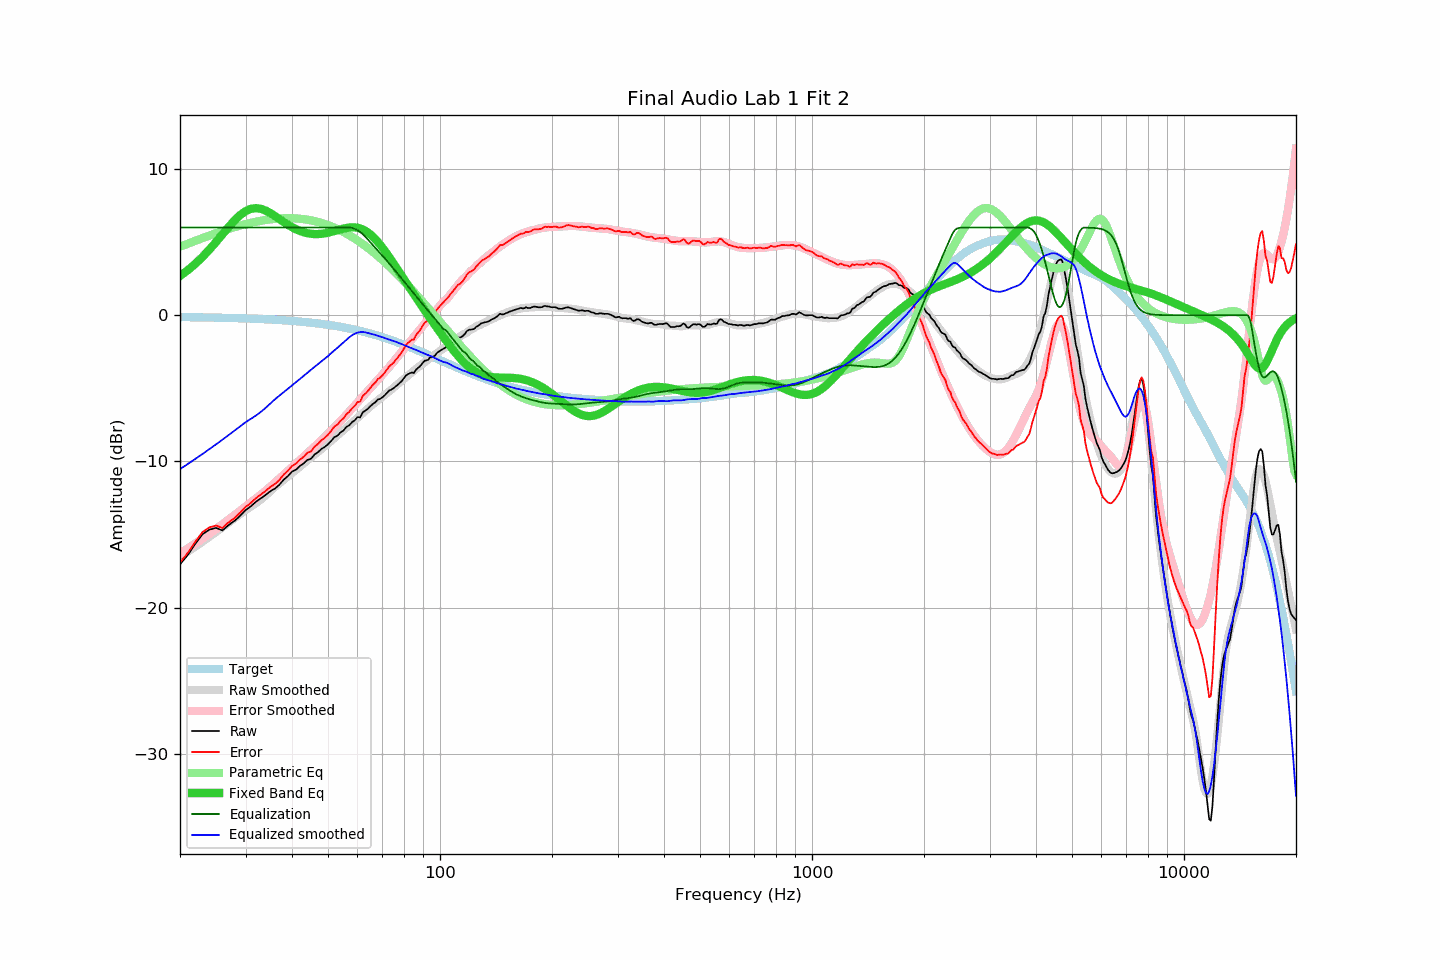 Final Audio Lab 1 Fit 2
Amplitude (dBr)
10
0
−10
−20
−30
Target
Raw Smoothed
Error Smoothed
Raw
Error
Parametric Eq
Fixed Band Eq
Equalization
Equalized smoothed
100
1000
10000
Frequency (Hz)